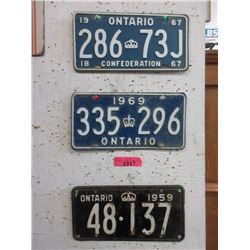 ONTARIO
19 67
286 73J
18 67
CONFEDERATION
1969
335 296
ONTARIO
ONTARIO 1959
48·137